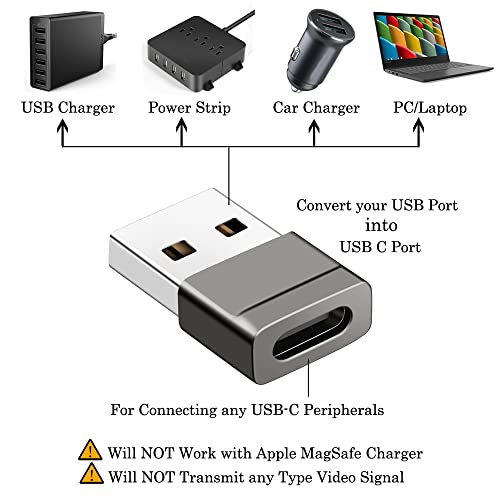 USB Charger
Power Strip
Car Charger
PC/Laptop
Convert your USB Port
into
USB C Port
For Connecting any USB-C Peripherals
Will NOT Work with Apple MagSafe Charger
Will NOT Transmit any Type Video Signal